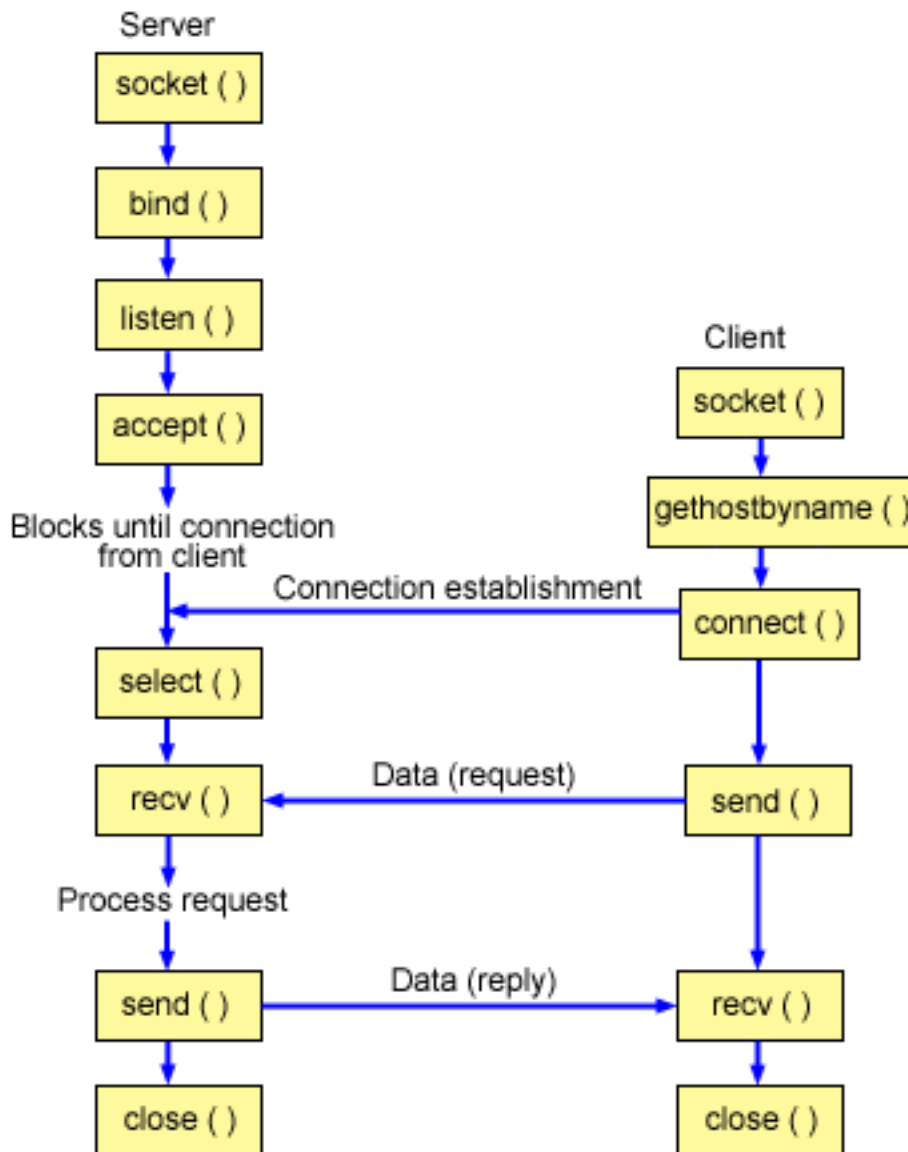 Server
socket ( )
bind ( )
listen ( )
accept ( )
Blocks until connection
from client
select ( )
recv ( )
Process request
send ( )
close ( )
Client
socket ( )
gethostbyname ( )
connect ( )
send ( )
recv ( )
close ( )
Connection establishment
Data (request)
Data (reply)